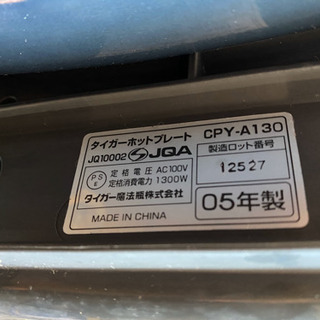 タイガーホットプレート CPY-A130
JQ10002 JQA 製造ロット番号
PSE 定格電圧 AC100V 12527
定格消費電力 1300W
タイガー魔法瓶株式会社 05年製
MADE IN CHINA